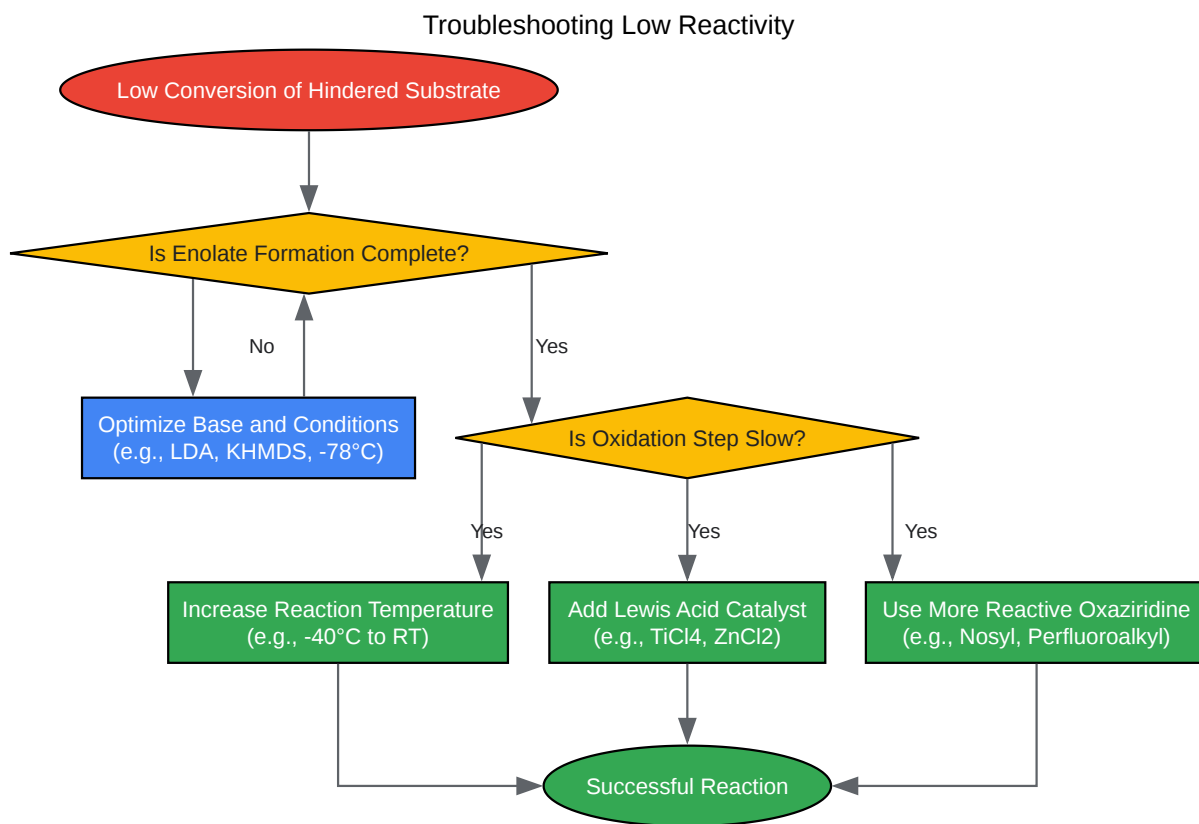 Troubleshooting Low Reactivity
Low Conversion of Hindered Substrate
Is Enolate Formation Complete?
No
Yes
Optimize Base and Conditions
(e.g., LDA, KHMDS, -78°C)
Is Oxidation Step Slow?
Yes
Yes
Yes
Increase Reaction Temperature
(e.g., -40°C to RT)
Add Lewis Acid Catalyst
(e.g., TiCl4, ZnCl2)
Use More Reactive Oxaziridine
(e.g., Nosyl, Perfluoroalkyl)
Successful Reaction